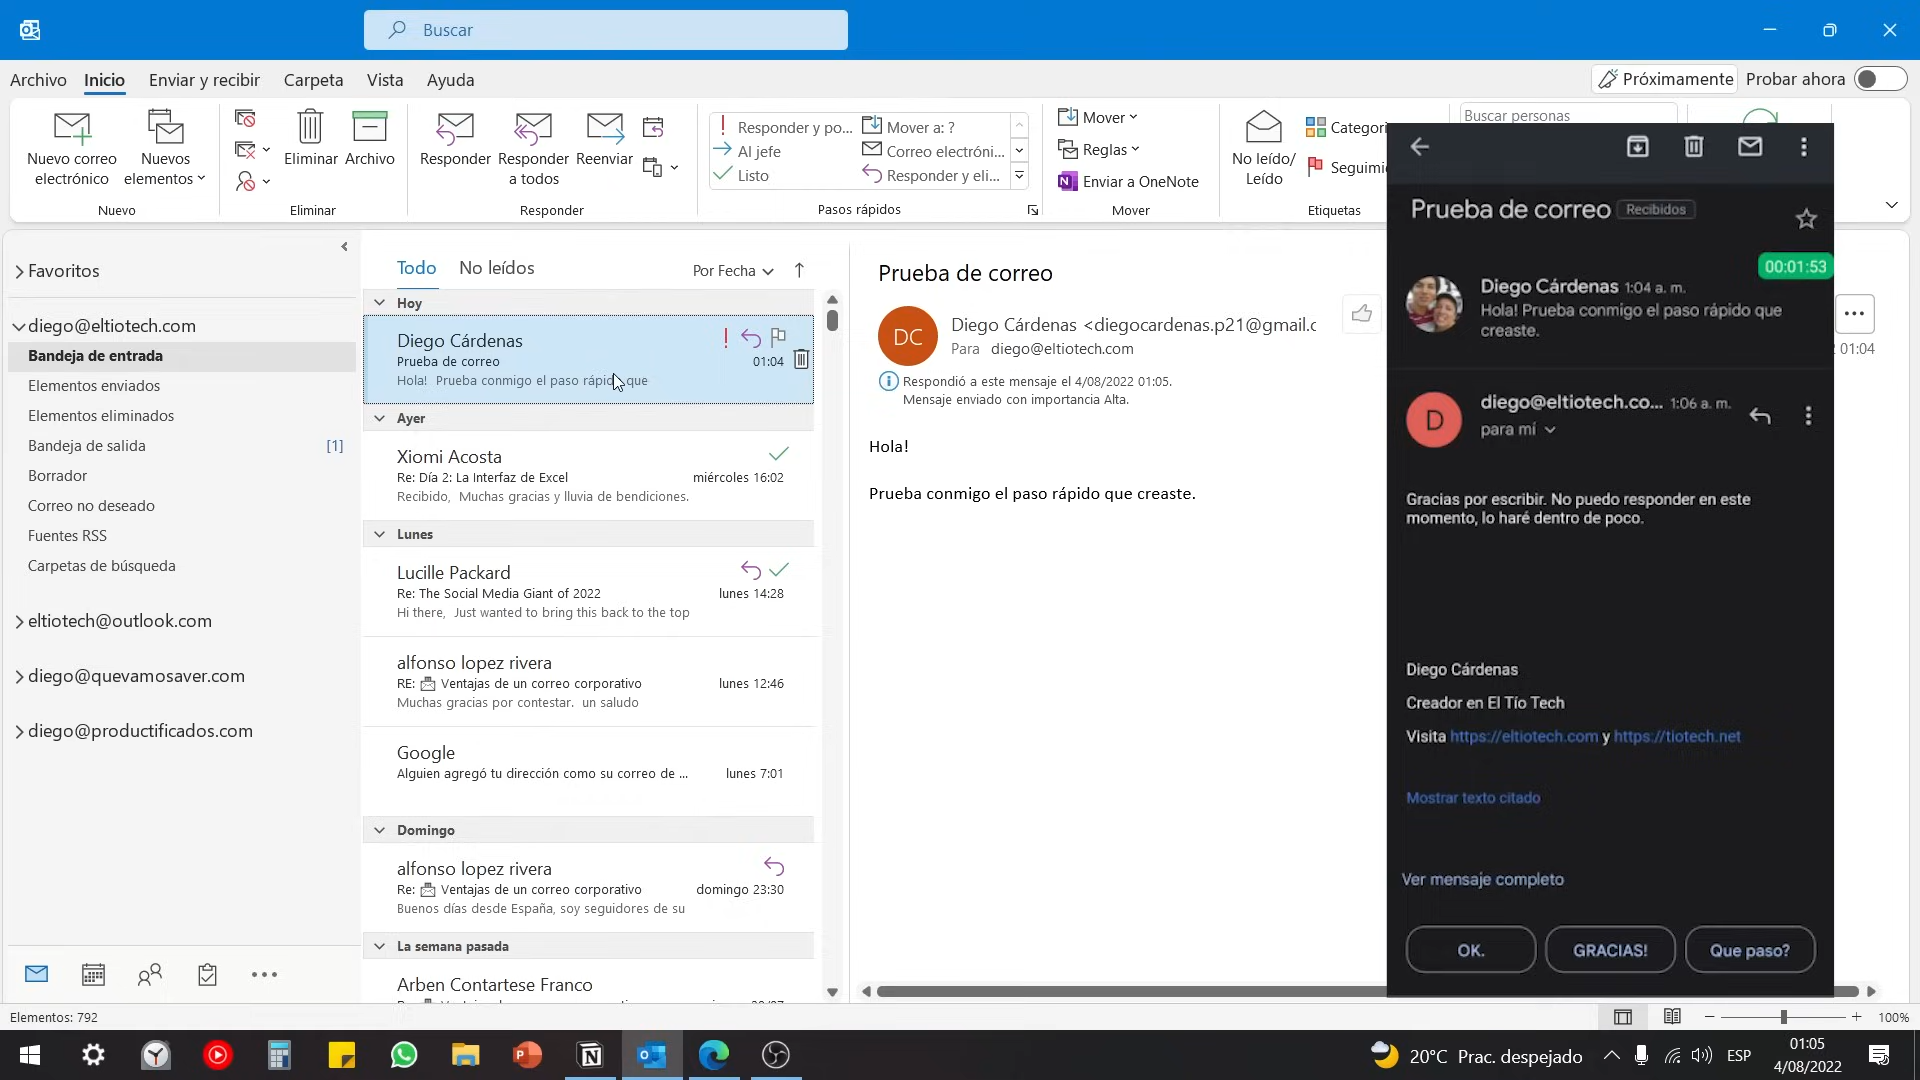 Buscar
Archivo
Inicio
Enviar y recibir
Carpeta
Vista
Ayuda
Próximamente
Probar ahora
Nuevo correo
electrónico
Nuevos
elementos
Nuevo
Eliminar
Archivo
Eliminar
Responder
Responder
a todos
Reenviar
Responder
Responder y po...
Al jefe
Listo
Mover a: ?
Correo electróni...
Responder y eli...
Pasos rápidos
Mover
Reglas
Enviar a OneNote
Mover
No leído/
Leído
Categorí
Seguimi
Etiquetas
Buscar personas
Favoritos
diego@eltiotech.com
Bandeja de entrada
Elementos enviados
Elementos eliminados
Bandeja de salida [1]
Borrador
Correo no deseado
Fuentes RSS
Carpetas de búsqueda
eltiotech@outlook.com
diego@quevamosaver.com
diego@productificados.com
Todo
No leídos
Por Fecha
Hoy
Diego Cárdenas
Prueba de correo 01:04
Hola! Prueba conmigo el paso rápido que
Ayer
Xiomi Acosta
Re: Día 2: La Interfaz de Excel miércoles 16:02
Recibido, Muchas gracias y lluvia de bendiciones.
Lunes
Lucille Packard
Re: The Social Media Giant of 2022 lunes 14:28
Hi there, Just wanted to bring this back to the top
alfonso lopez rivera
RE: Ventajas de un correo corporativo lunes 12:46
Muchas gracias por contestar. un saludo
Google
Alguien agregó tu dirección como su correo de ... lunes 7:01
Domingo
alfonso lopez rivera
Re: Ventajas de un correo corporativo domingo 23:30
Buenos días desde España, soy seguidores de su
La semana pasada
Arben Contartese Franco
Prueba de correo
DC
Diego Cárdenas <diegocardenas.p21@gmail.c
Para diego@eltiotech.com
01:04
Respondió a este mensaje el 4/08/2022 01:05.
Mensaje enviado con importancia Alta.
Hola!
Prueba conmigo el paso rápido que creaste.
Prueba de correo Recibidos
00:01:53
Diego Cárdenas 1:04 a. m.
Hola! Prueba conmigo el paso rápido que
creaste.
D
diego@eltiotech.co... 1:06 a. m.
para mí
Gracias por escribir. No puedo responder en este
momento, lo haré dentro de poco.
Diego Cárdenas
Creador en El Tío Tech
Visita https://eltiotech.com y https://tiotech.net
Mostrar texto citado
Ver mensaje completo
OK.
GRACIAS!
Que paso?
Elementos: 792
100%
20°C Prac. despejado
ESP
01:05
4/08/2022